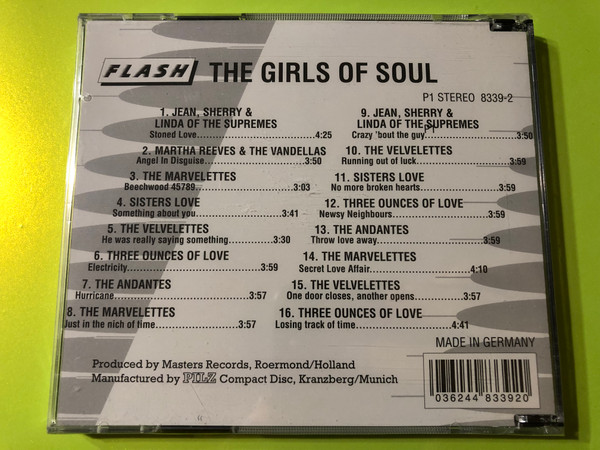 FLASH THE GIRLS OF SOUL
P1 STEREO 8339-2
1. JEAN, SHERRY &
LINDA OF THE SUPREMES
Stoned Love 4:25
2. MARTHA REEVES & THE VANDELLAS
Angel In Disguise 3:50
3. THE MARVELETTES
Beechwood 45789 3:03
4. SISTERS LOVE
Something about you 3:41
5. THE VELVELETTES
He was really saying something 3:30
6. THREE OUNCES OF LOVE
Electricity 3:59
7. THE ANDANTES
Hurricane 3:57
8. THE MARVELETTES
Just in the nich of time 3:57
9. JEAN, SHERRY &
LINDA OF THE SUPREMES
P1
Crazy 'bout the guy 3:50
10. THE VELVELETTES
Running out of luck 3:59
11. SISTERS LOVE
No more broken hearts 3:59
12. THREE OUNCES OF LOVE
Newsy Neighbours 3:59
13. THE ANDANTES
Throw love away 3:59
14. THE MARVELETTES
Secret Love Affair 4:10
15. THE VELVELETTES
One door closes, another opens 3:57
16. THREE OUNCES OF LOVE
Losing track of time 4:41
MADE IN GERMANY
Produced by Masters Records, Roermond/Holland
Manufactured by PILZ Compact Disc, Kranzberg/Munich
036244 833920